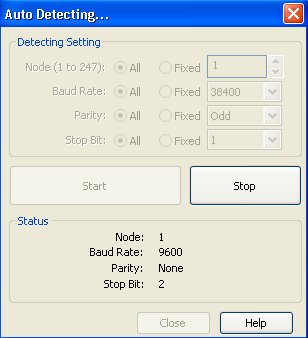 Auto Detecting...
Detecting Setting
Node (1 to 247): All Fixed 1
Baud Rate: All Fixed 38400
Parity: All Fixed Odd
Stop Bit: All Fixed 1
Start Stop
Status
Node: 1
Baud Rate: 9600
Parity: None
Stop Bit: 2
Close Help